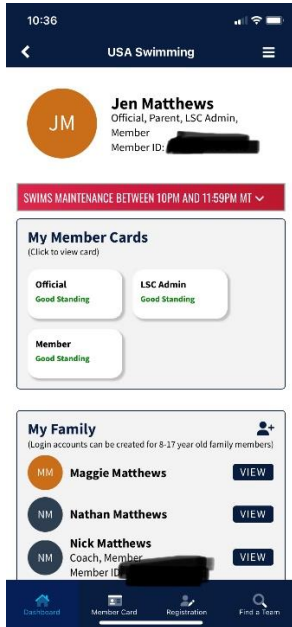 10:36
USA Swimming
JM
Jen Matthews
Official, Parent, LSC Admin,
Member
Member ID:
SWIMS MAINTENANCE BETWEEN 10PM AND 11:59PM MT
My Member Cards
(Click to view card)
Official
Good Standing
LSC Admin
Good Standing
Member
Good Standing
My Family
(Login accounts can be created for 8-17 year old family members)
MM
Maggie Matthews
VIEW
NM
Nathan Matthews
VIEW
NM
Nick Matthews
Coach, Member
Member ID
VIEW
Dashboard
Member Card
Registration
Find a Team